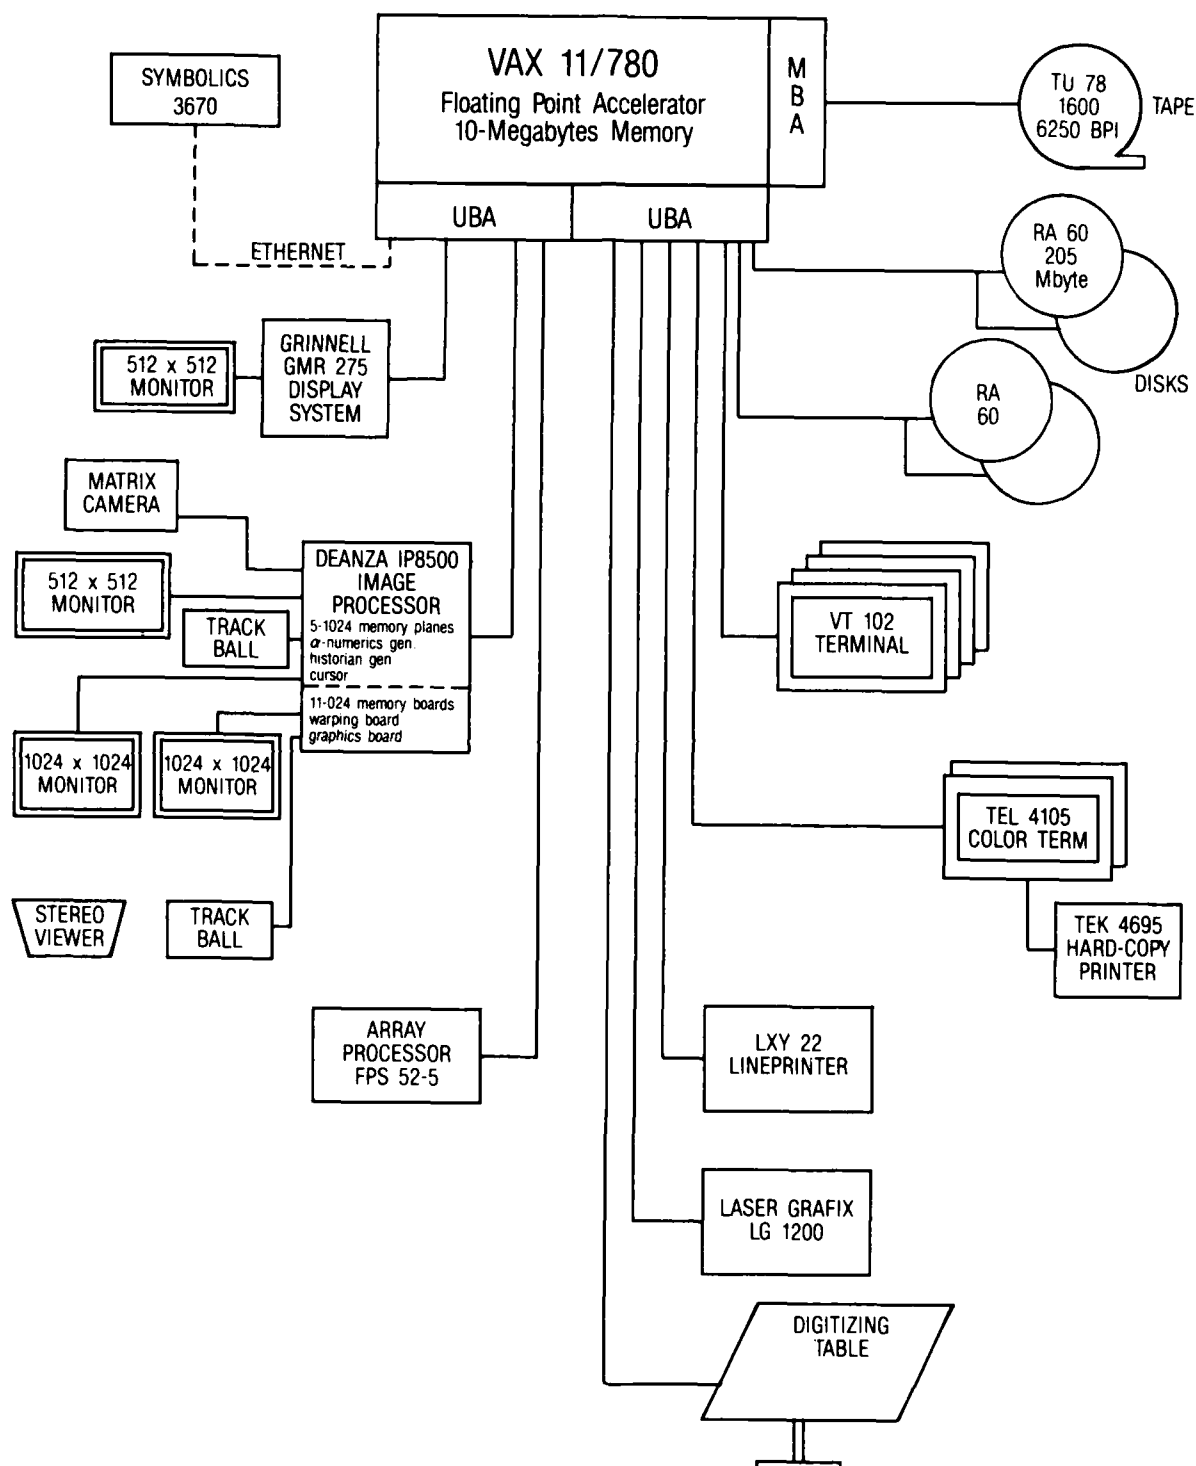 VAX 11/780
Floating Point Accelerator
10-Megabytes Memory
M
B
A
UBA
UBA
SYMBOLICS
3670
ETHERNET
TU 78
1600
6250 BPI
TAPE
RA 60
205
Mbyte
RA
60
DISKS
512 x 512
MONITOR
GRINNELL
GMR 275
DISPLAY
SYSTEM
MATRIX
CAMERA
512 x 512
MONITOR
TRACK
BALL
DEANZA IP8500
IMAGE
PROCESSOR
5-1024 memory planes
α-numerics gen.
historian gen
cursor
11-024 memory boards
warping board
graphics board
1024 x 1024
MONITOR
1024 x 1024
MONITOR
STEREO
VIEWER
TRACK
BALL
VT 102
TERMINAL
TEL 4105
COLOR TERM
TEK 4695
HARD-COPY
PRINTER
ARRAY
PROCESSOR
FPS 52-5
LXY 22
LINEPRINTER
LASER GRAFIX
LG 1200
DIGITIZING
TABLE